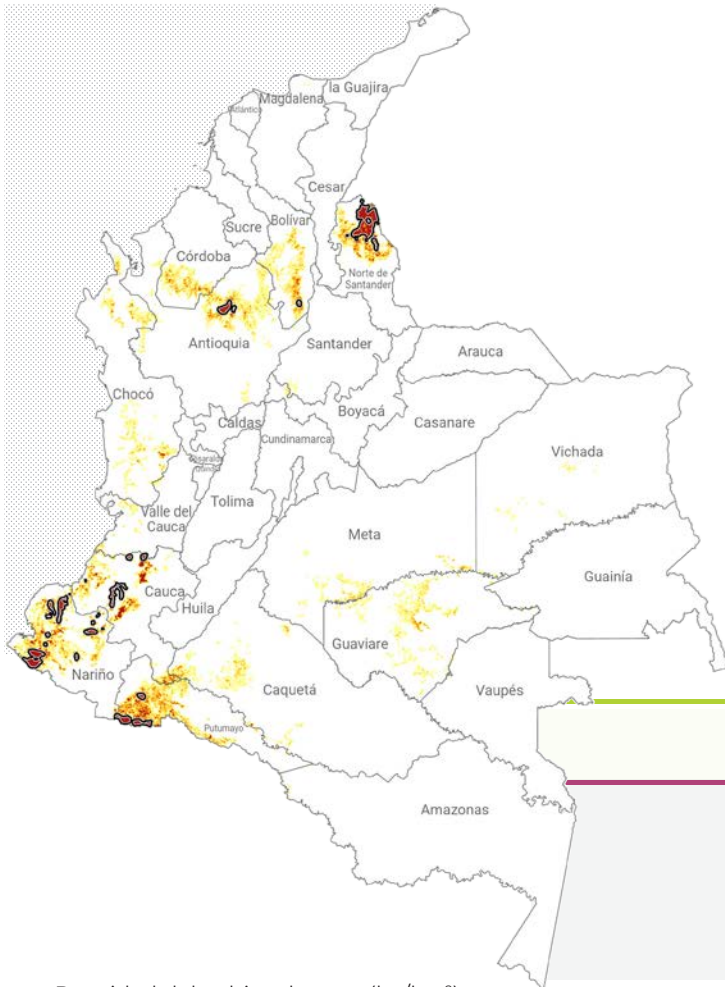 la Guajira
Magdalena
Atlántico
Cesar
Sucre
Bolívar
Córdoba
Norte de
Santander
Antioquia
Santander
Arauca
Chocó
Boyacá
Caldas
Casanare
Cundinamarca
Vichada
Risaralda
Tolima
Valle del
Cauca
Meta
Guainía
Cauca
Huila
Guaviare
Nariño
Caquetá
Vaupés
Putumayo
Amazonas